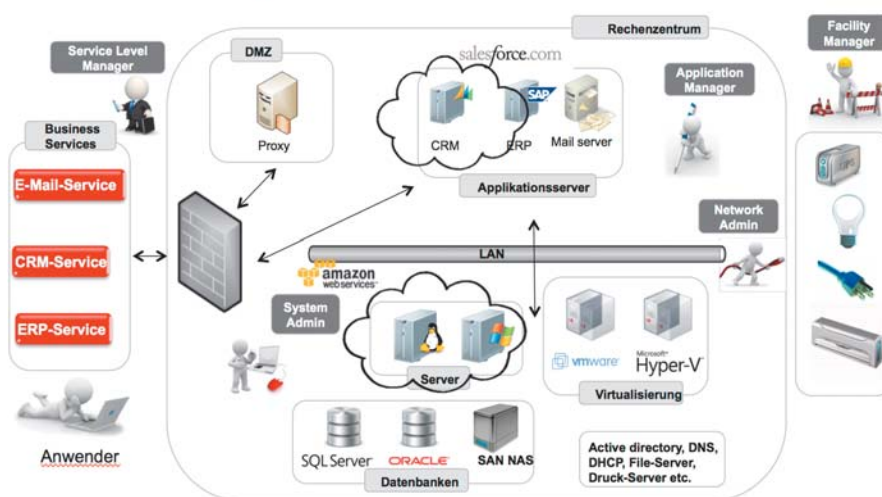 Service Level
Manager
Business
Services
E-Mail-Service
CRM-Service
ERP-Service
Anwender
DMZ
Proxy
Rechenzentrum
salesforce.com
CRM
SAP
ERP
Mail server
Applikationsserver
Application
Manager
Facility
Manager
Network
Admin
LAN
amazon
webservices™
System
Admin
Server
vmware®
Microsoft®
Hyper-V™
Virtualisierung
SQL Server®
ORACLE®
SAN NAS
Datenbanken
Active directory, DNS,
DHCP, File-Server,
Druck-Server etc.